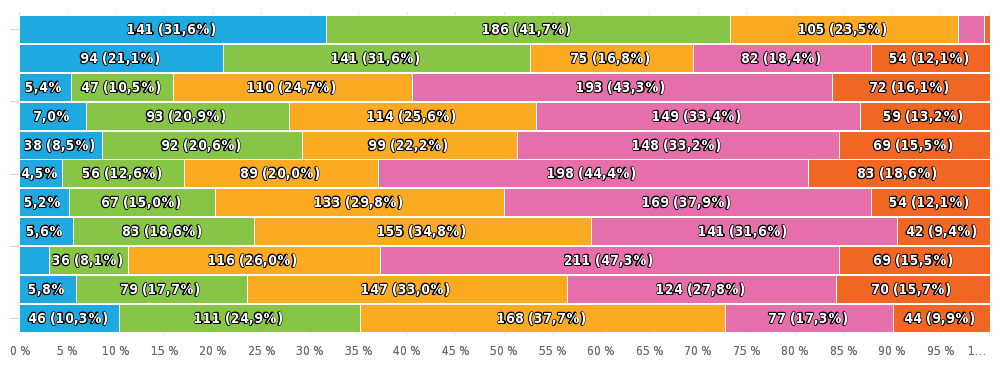 141 (31,6%) 186 (41,7%) 105 (23,5%)
94 (21,1%) 141 (31,6%) 75 (16,8%) 82 (18,4%) 54 (12,1%)
5,4% 47 (10,5%) 110 (24,7%) 193 (43,3%) 72 (16,1%)
7,0% 93 (20,9%) 114 (25,6%) 149 (33,4%) 59 (13,2%)
38 (8,5%) 92 (20,6%) 99 (22,2%) 148 (33,2%) 69 (15,5%)
4,5% 56 (12,6%) 89 (20,0%) 198 (44,4%) 83 (18,6%)
5,2% 67 (15,0%) 133 (29,8%) 169 (37,9%) 54 (12,1%)
5,6% 83 (18,6%) 155 (34,8%) 141 (31,6%) 42 (9,4%)
36 (8,1%) 116 (26,0%) 211 (47,3%) 69 (15,5%)
5,8% 79 (17,7%) 147 (33,0%) 124 (27,8%) 70 (15,7%)
46 (10,3%) 111 (24,9%) 168 (37,7%) 77 (17,3%) 44 (9,9%)
0 % 5 % 10 % 15 % 20 % 25 % 30 % 35 % 40 % 45 % 50 % 55 % 60 % 65 % 70 % 75 % 80 % 85 % 90 % 95 % 1...